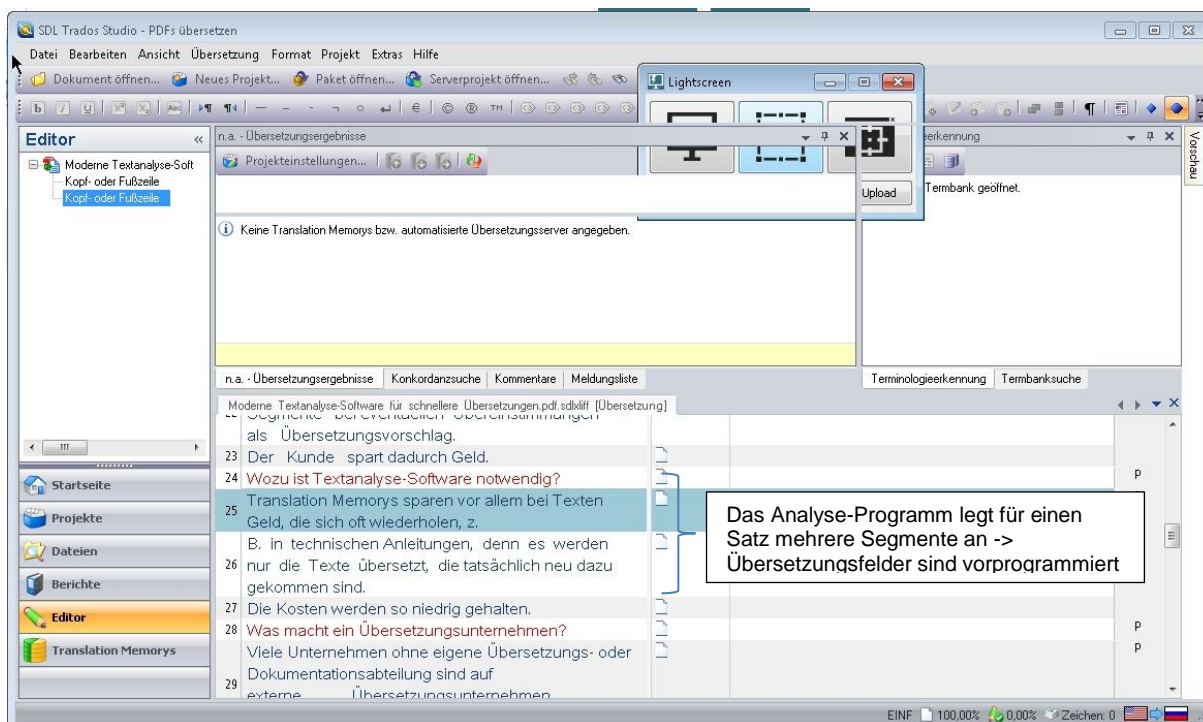 SDL Trados Studio - PDFs übersetzen
Datei Bearbeiten Ansicht Übersetzung Format Projekt Extras Hilfe
Dokument öffnen... Neues Projekt... Paket öffnen... Serverprojekt öffnen...
Lightscreen
Upload
Editor
Moderne Textanalyse-Soft
Kopf- oder Fußzeile
Kopf- oder Fußzeile
n.a. - Übersetzungsergebnisse
Projekteinstellungen...
Keine Translation Memorys bzw. automatisierte Übersetzungsserver angegeben.
erkennung
Termbank geöffnet.
Vorschau
n.a. - Übersetzungsergebnisse Konkordanzsuche Kommentare Meldungsliste
Terminologieerkennung Termbanksuche
Moderne Textanalyse-Software für schnellere Übersetzungen.pdf.sdlxliff [Übersetzung]
als Übersetzungsvorschlag.
23 Der Kunde spart dadurch Geld.
24 Wozu ist Textanalyse-Software notwendig? P
25 Translation Memorys sparen vor allem bei Texten
Geld, die sich oft wiederholen, z.
26 B. in technischen Anleitungen, denn es werden
nur die Texte übersetzt, die tatsächlich neu dazu
gekommen sind.
27 Die Kosten werden so niedrig gehalten.
28 Was macht ein Übersetzungsunternehmen? P
29 Viele Unternehmen ohne eigene Übersetzungs- oder P
Dokumentationsabteilung sind auf
externe Übersetzungsunternehmen
Das Analyse-Programm legt für einen
Satz mehrere Segmente an ->
Übersetzungsfelder sind vorprogrammiert
Startseite
Projekte
Dateien
Berichte
Editor
Translation Memorys
EINF 100,00% 0,00% Zeichen: 0